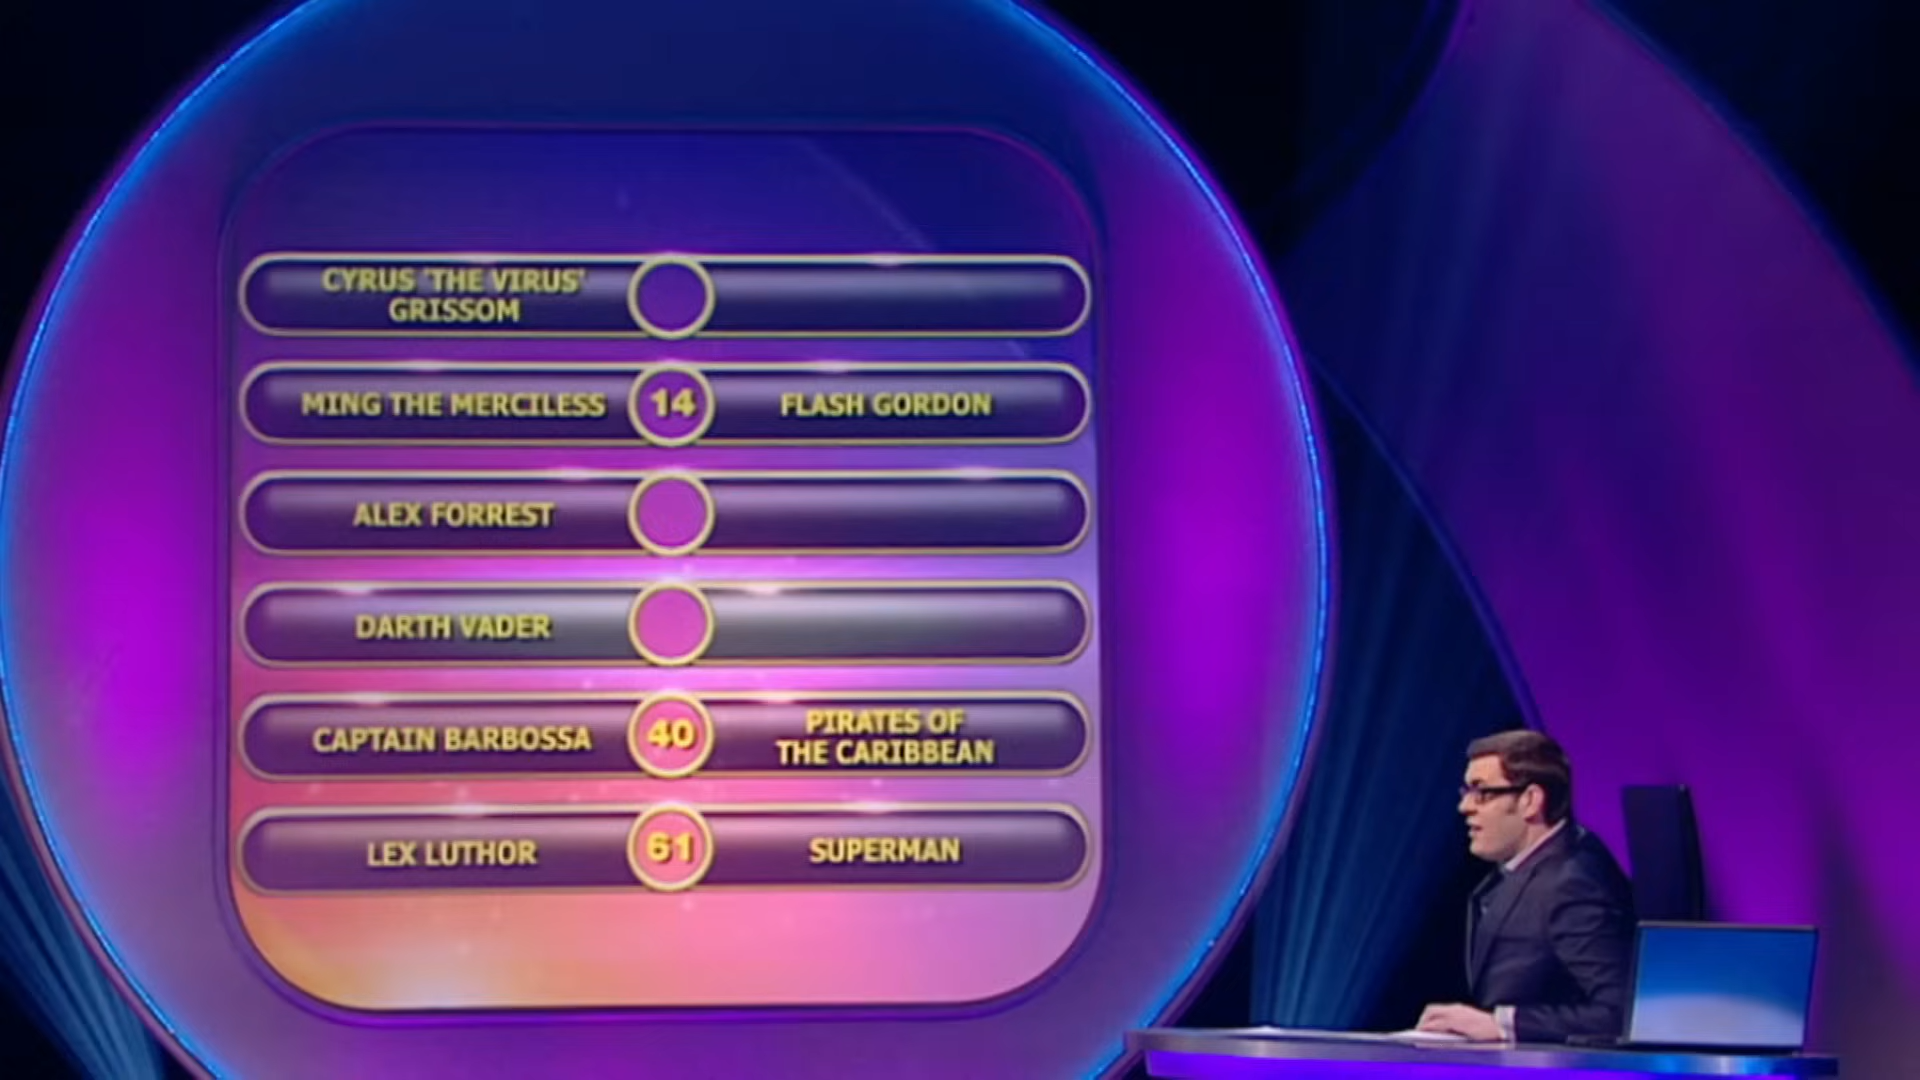 CYRUS 'THE VIRUS'
GRISSOM
MING THE MERCILESS 14 FLASH GORDON
ALEX FORREST
DARTH VADER
CAPTAIN BARBOSSA 40 PIRATES OF
THE CARIBBEAN
LEX LUTHOR 61 SUPERMAN